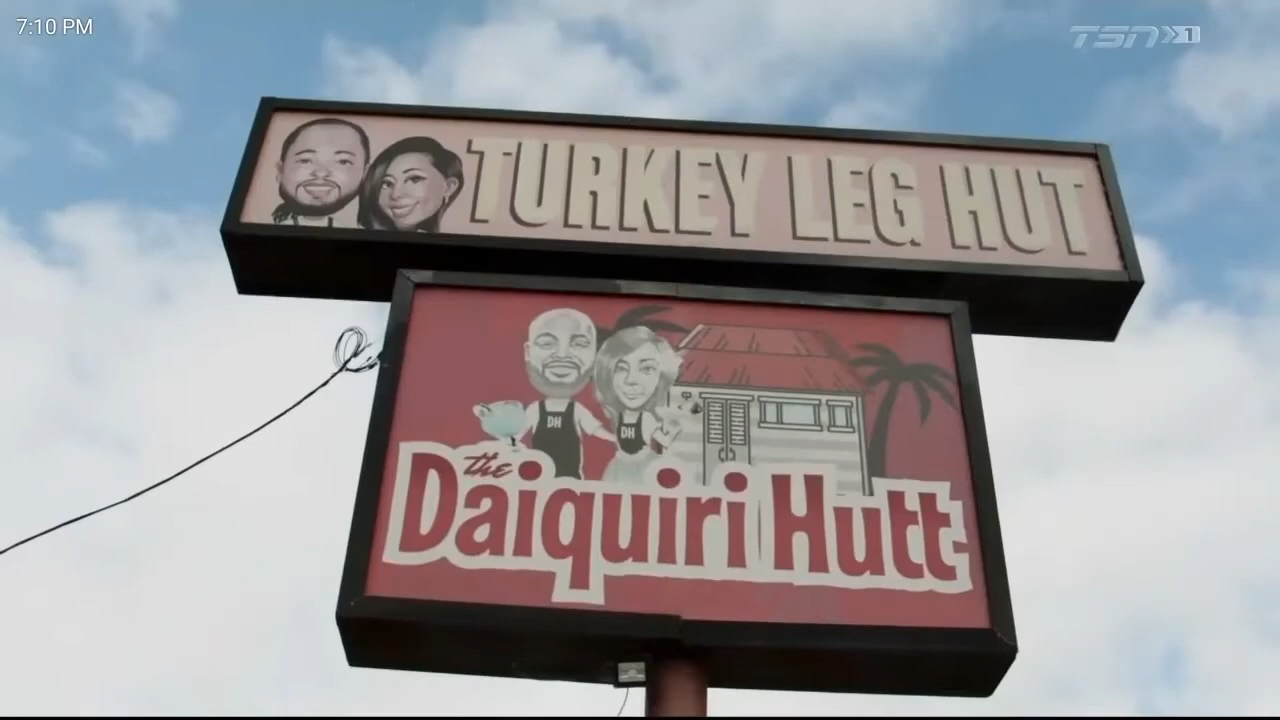 7:10 PM
TSN 1
TURKEY LEG HUT
DH
DH
the
Daiquiri Hutt